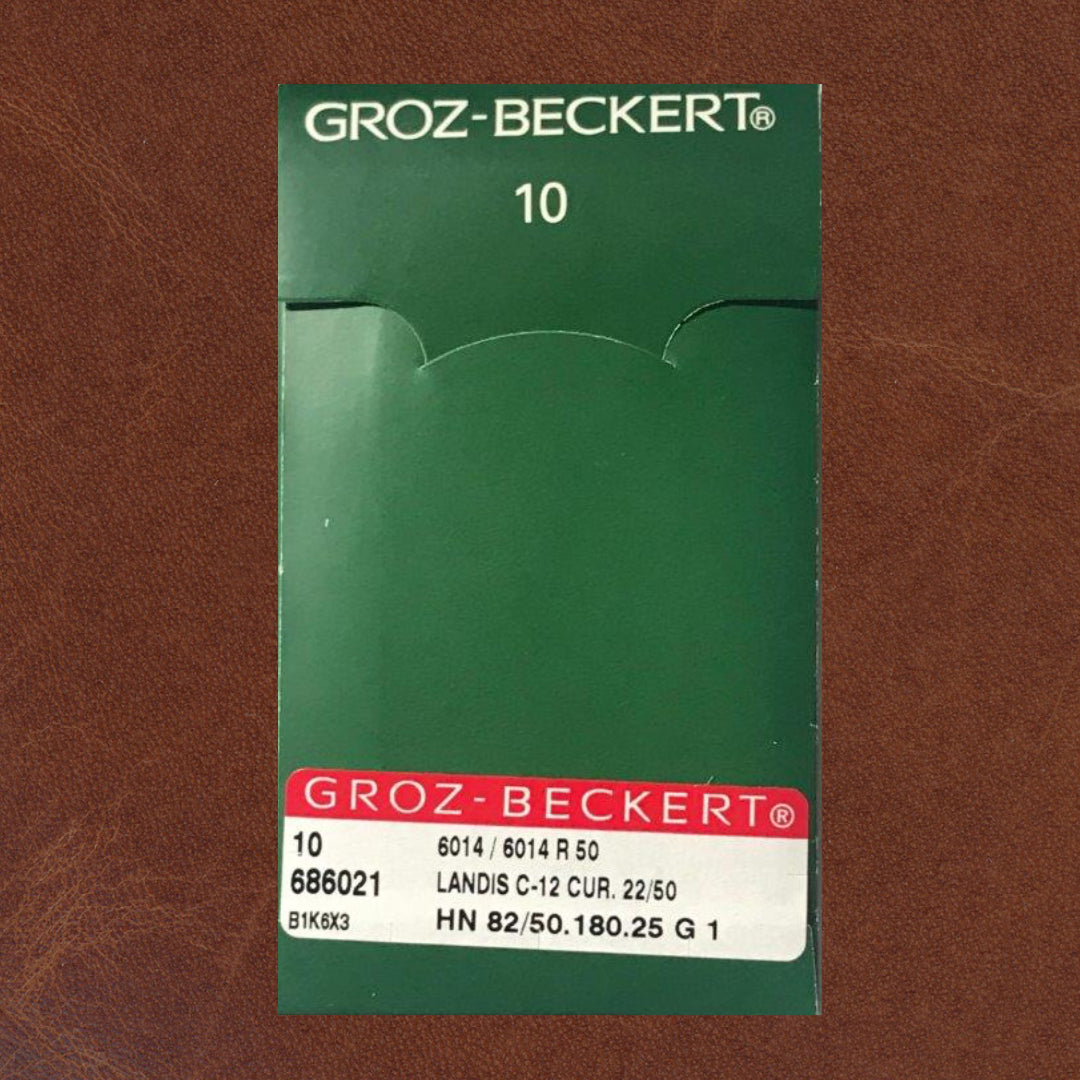 GROZ-BECKERT®
10
GROZ-BECKERT®
10 6014 / 6014 R 50
686021 LANDIS C-12 CUR. 22/50
B1K6X3 HN 82/50.180.25 G 1